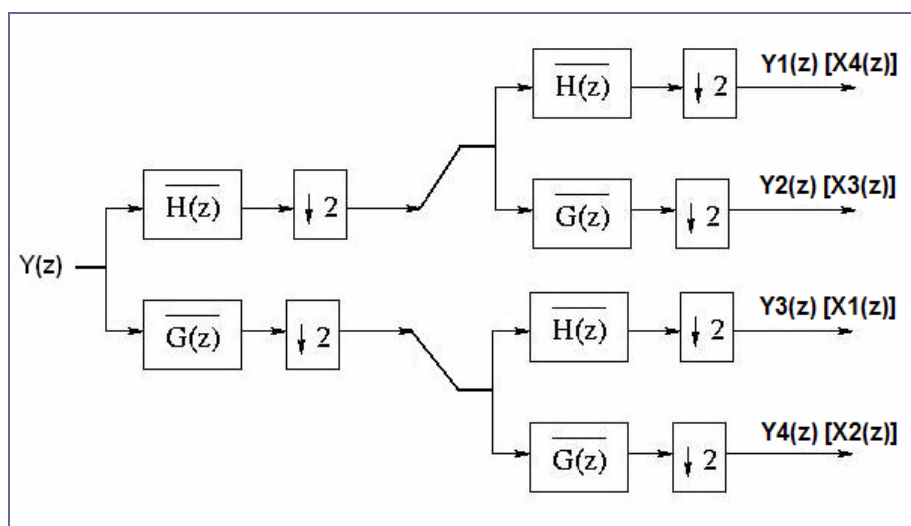 H(z)
↓ 2
Y1(z) [X4(z)]
G(z)
↓ 2
Y2(z) [X3(z)]
H(z)
↓ 2
Y(z)
G(z)
↓ 2
H(z)
↓ 2
Y3(z) [X1(z)]
G(z)
↓ 2
Y4(z) [X2(z)]